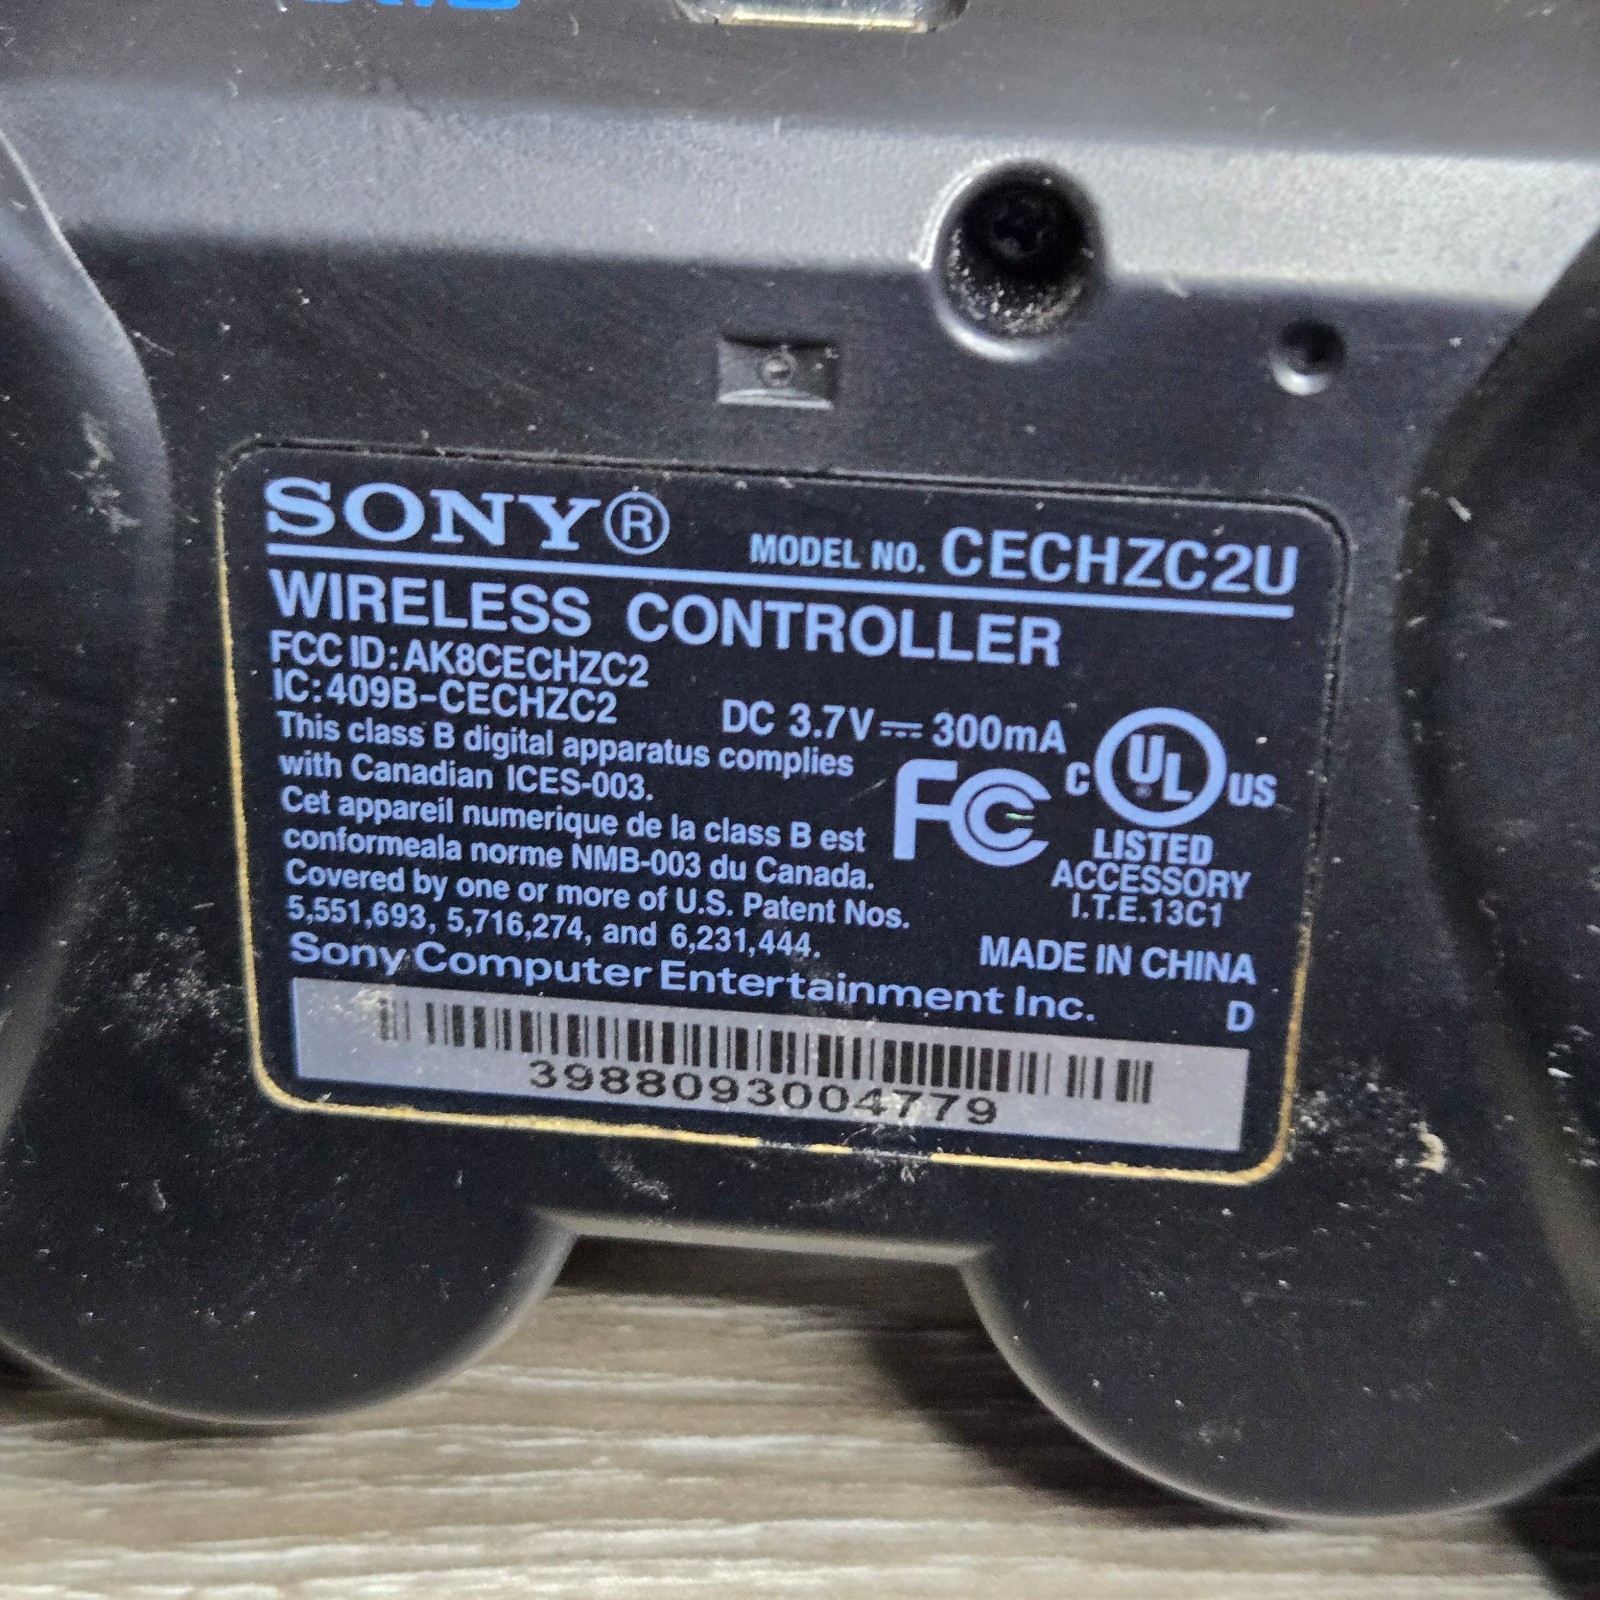 SONY®
MODEL NO. CECHZC2U
WIRELESS CONTROLLER
FCC ID: AK8CECHZC2
IC: 409B-CECHZC2
DC 3.7V ⎓ 300mA
This class B digital apparatus complies
with Canadian ICES-003.
Cet appareil numerique de la class B est
conformeala norme NMB-003 du Canada.
Covered by one or more of U.S. Patent Nos.
5,551,693, 5,716,274, and 6,231,444.
FC
C UL US
LISTED
ACCESSORY
I.T.E.13C1
MADE IN CHINA
Sony Computer Entertainment Inc.
D
3988093004779